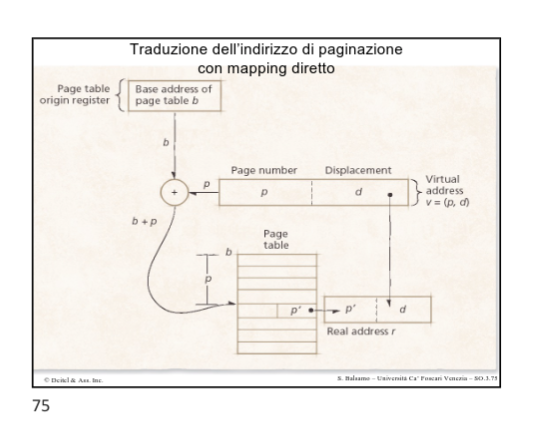 Traduzione dell'indirizzo di paginazione
con mapping diretto
Page table
origin register
Base address of
page table b
b
Page number
Displacement
+
p
p
d
Virtual
address
v = (p, d)
b + p
Page
table
b
p
p'
p'
d
Real address r
© Deitel & Ass. Inc.
S. Balsamo – Università Ca' Foscari Venezia – SO.3.75
75